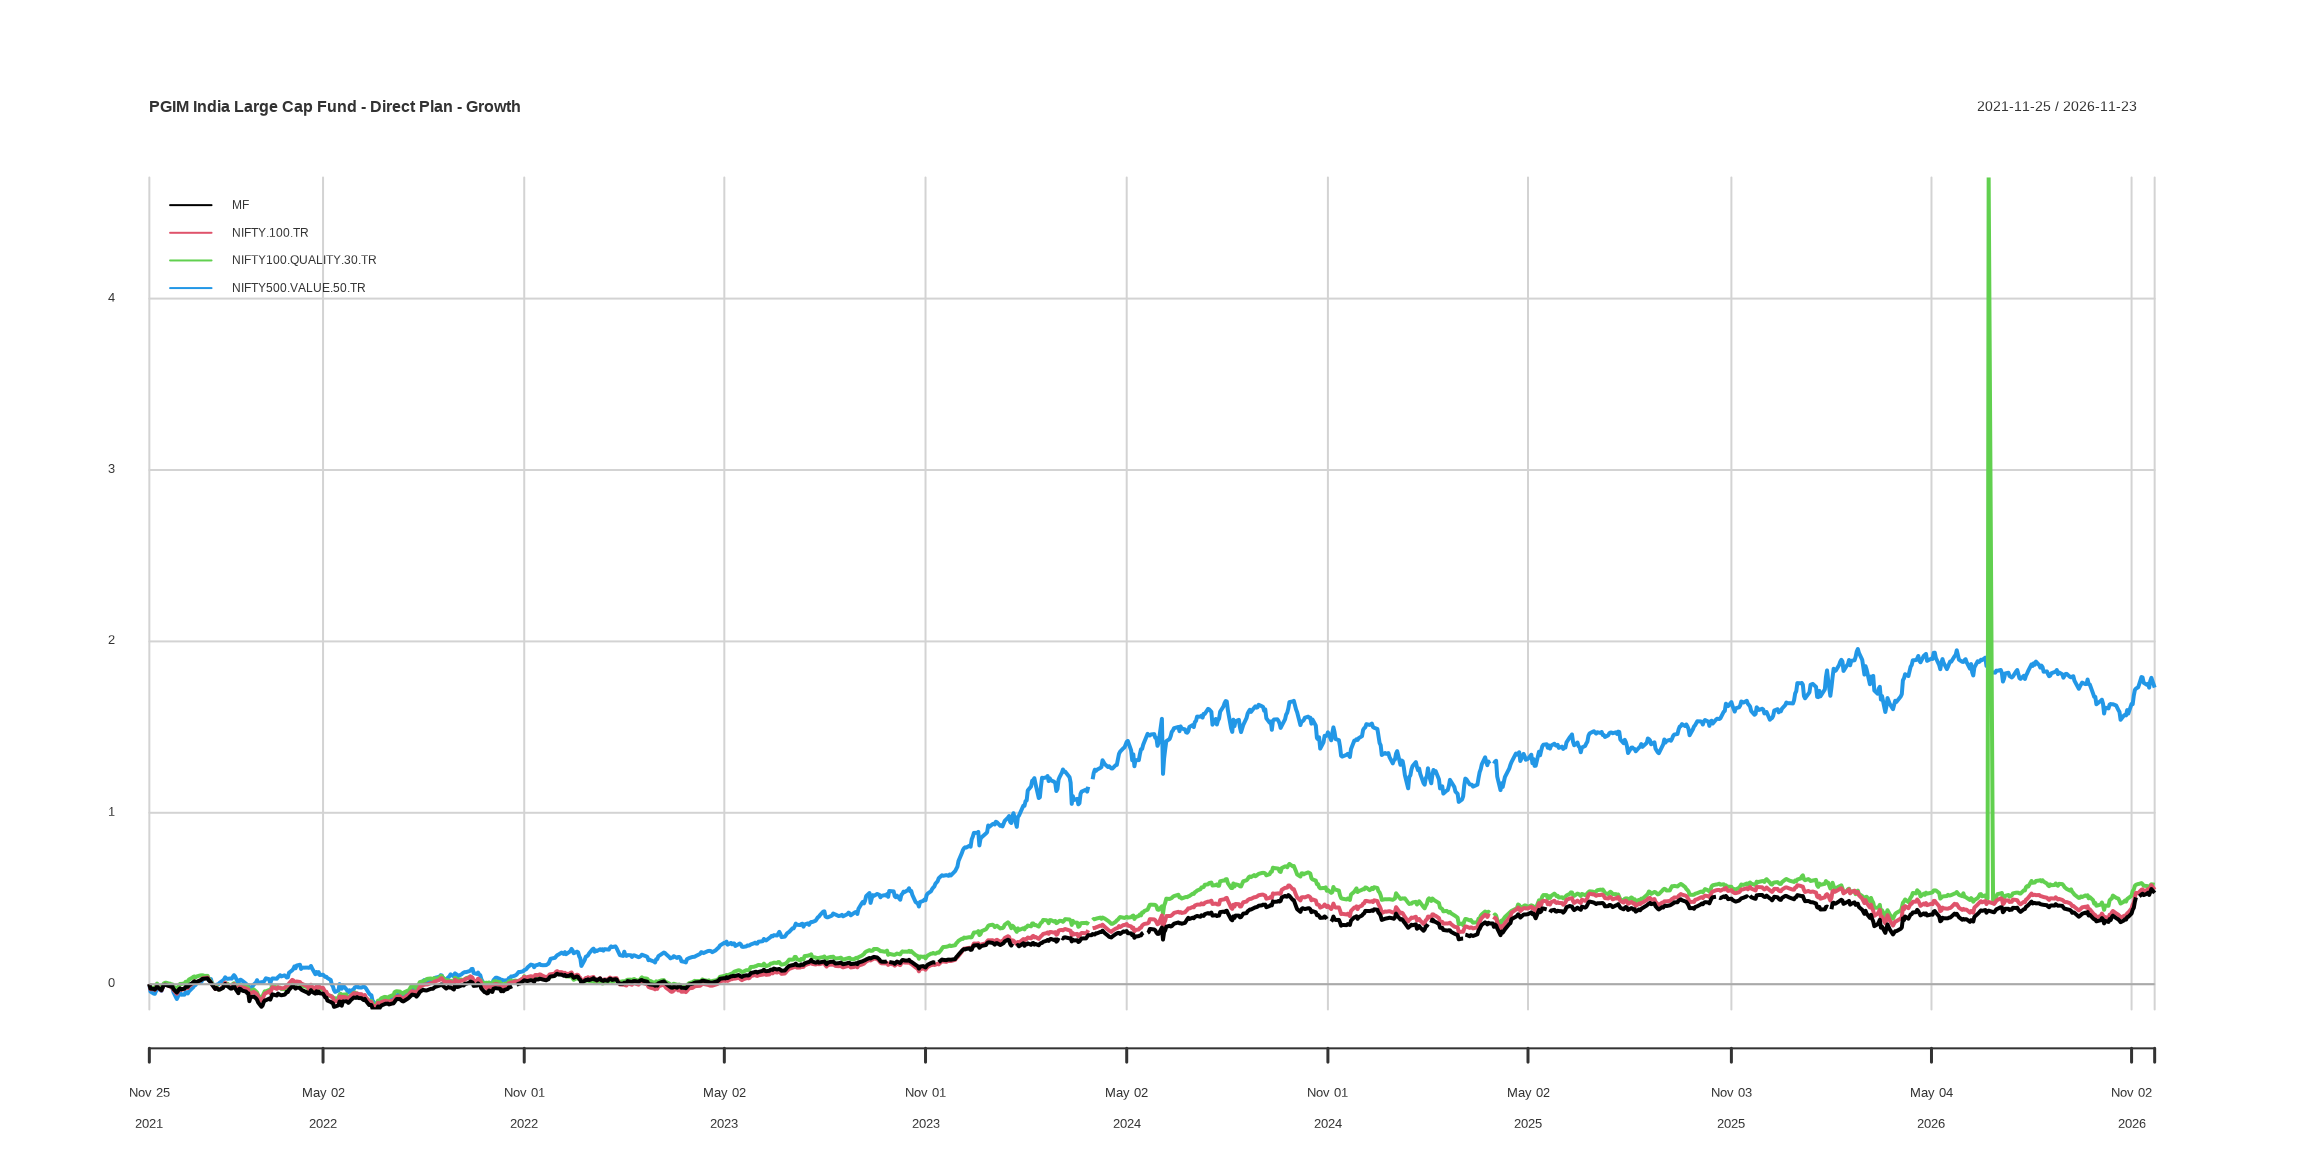 PGIM India Large Cap Fund - Direct Plan - Growth
2021-11-25 / 2026-11-23
MF
NIFTY.100.TR
NIFTY100.QUALITY.30.TR
NIFTY500.VALUE.50.TR
4
3
2
1
0
Nov 25 May 02 Nov 01 May 02 Nov 01 May 02 Nov 01 May 02 Nov 03 May 04 Nov 02
2021 2022 2022 2023 2023 2024 2024 2025 2025 2026 2026